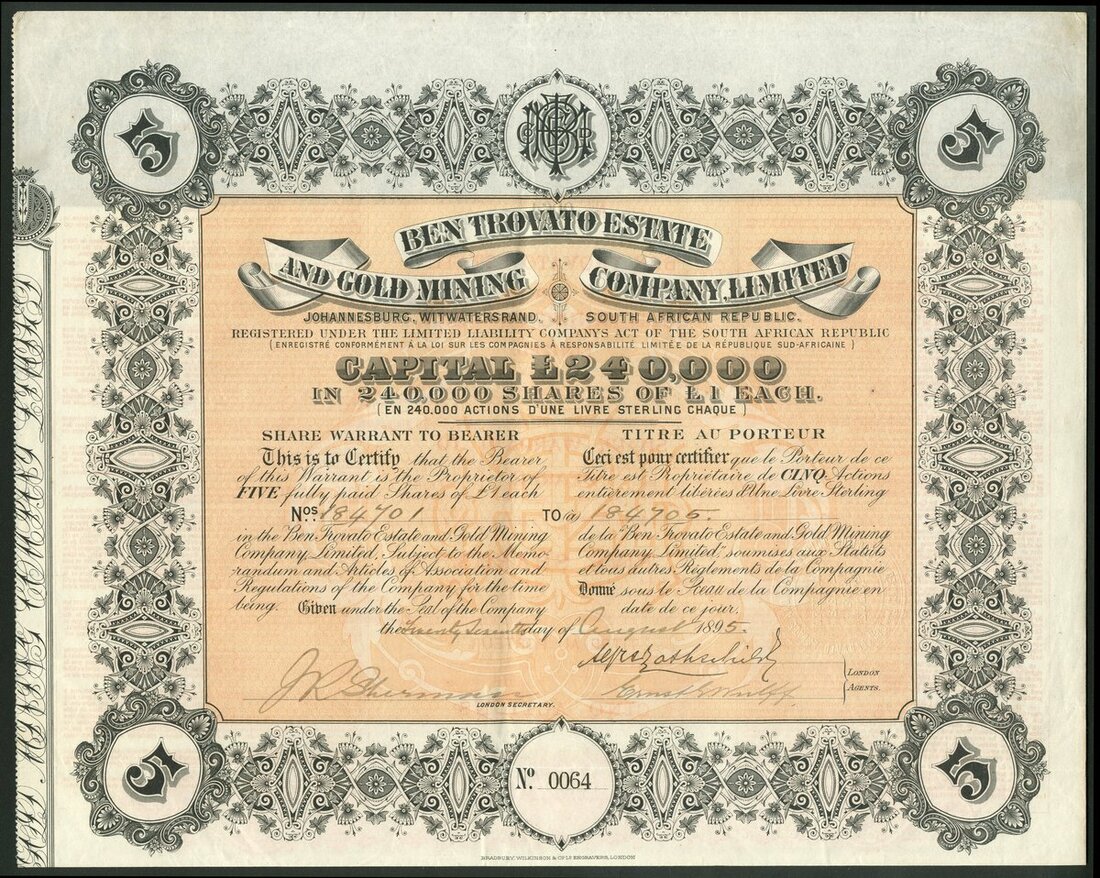 5
5
BEN TROVATO ESTATE
AND GOLD MINING COMPANY, LIMITED
JOHANNESBURG, WITWATERSRAND, SOUTH AFRICAN REPUBLIC.
REGISTERED UNDER THE LIMITED LIABILITY COMPANYS ACT OF THE SOUTH AFRICAN REPUBLIC
(ENREGISTRÉ CONFORMÉMENT Á LA LOI SUR LES COMPAGNIES Á RESPONSABILITÉ LIMITÉE DE LA RÉPUBLIQUE SUD-AFRICAINE)
CAPITAL £240,000
IN 240,000 SHARES OF £1 EACH.
(EN 240.000 ACTIONS D'UNE LIVRE STERLING CHAQUE)
SHARE WARRANT TO BEARER
This is to Certify that the Bearer
of this Warrant is the Proprietor of
FIVE fully paid Shares of £1 each
Nos. 184701 TO (à) 184705.
in the "Ben Trovato Estate and Gold Mining
Company, Limited," Subject to the Memo-
randum and Articles of Association and
Regulations of the Company for the time
being. Given under the Seal of the Company
TITRE AU PORTEUR
Ceci est pour certifier que le Porteur de ce
Titre est Propriétaire de CINQ Actions
entièrement libérées d'Une Livre Sterling
de la "Ben Trovato Estate and Gold Mining
Company, Limited," soumises aux Statuts
et tous autres Règlements de la Compagnie
Donné sous le Sceau de la Compagnie en
date de ce jour.
the Twenty Seventh day of August 1895.
J R Sherman
LONDON SECRETARY.
Ernst Wulff
LONDON
AGENTS.
5
No. 0064
5
BRADBURY, WILKINSON & Co. LD. ENGRAVERS, LONDON